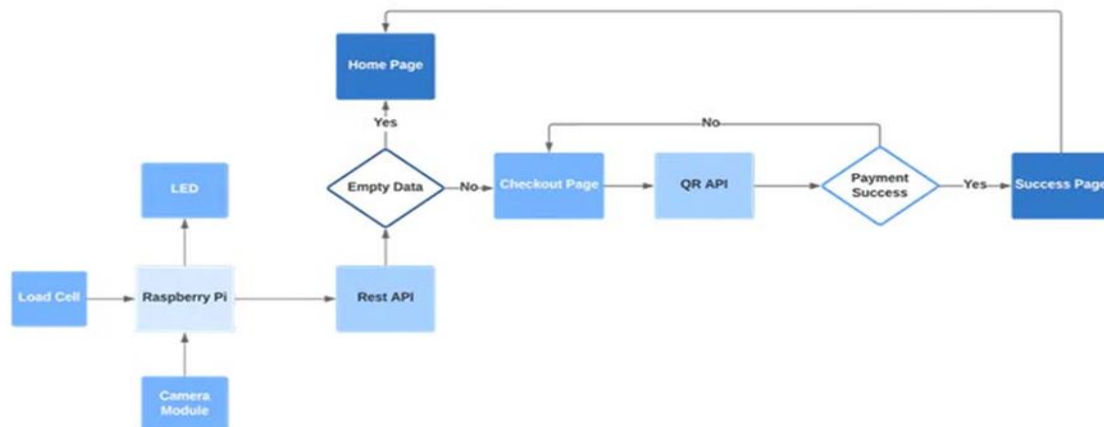 Home Page
Yes
No
LED
Empty Data
No
Checkout Page
QR API
Payment
Success
Yes
Success Page
Load Cell
Raspberry Pi
Rest API
Camera
Module